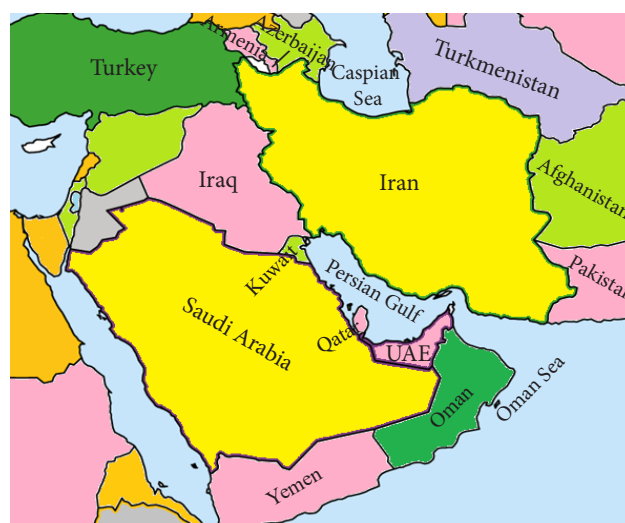 Armenia
Azerbaijan
Turkey
Caspian
Sea
Turkmenistan
Iraq
Iran
Afghanistan
Kuwait
Persian Gulf
Pakistan
Saudi Arabia
Qatar
UAE
Oman
Oman Sea
Yemen